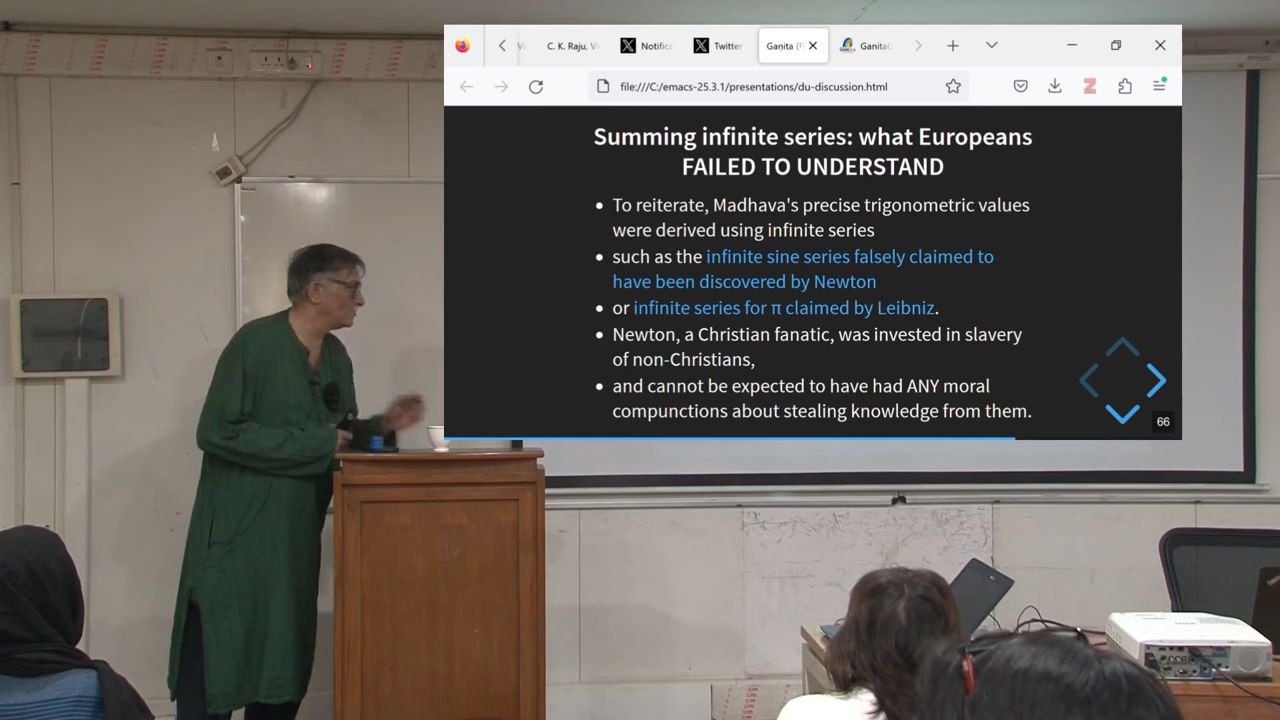 C. K. Raju, Vi
Notifica
Twitter
Gaṇita (
GanitaC
file:///C:/emacs-25.3.1/presentations/du-discussion.html
Summing infinite series: what Europeans
FAILED TO UNDERSTAND
To reiterate, Madhava's precise trigonometric values
were derived using infinite series
such as the infinite sine series falsely claimed to
have been discovered by Newton
or infinite series for π claimed by Leibniz.
Newton, a Christian fanatic, was invested in slavery
of non-Christians,
and cannot be expected to have had ANY moral
compunctions about stealing knowledge from them.
66